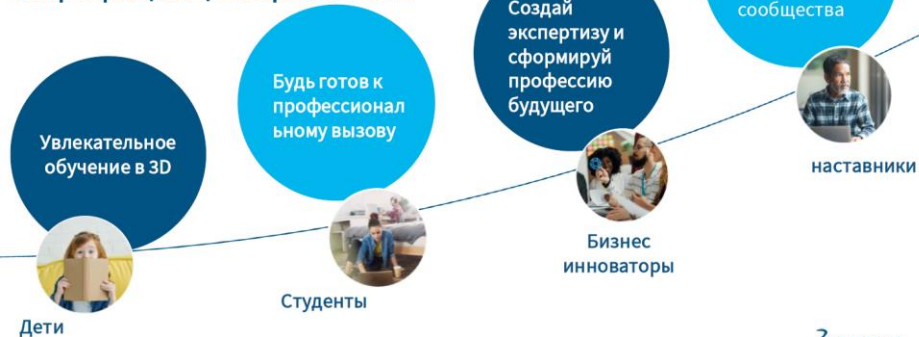 Увлекательное
обучение в 3D
Дети
Будь готов к
профессионал
ьному вызову
Студенты
Создай
экспертизу и
сформируй
профессию
будущего
Бизнес
инноваторы
сообщества
наставники